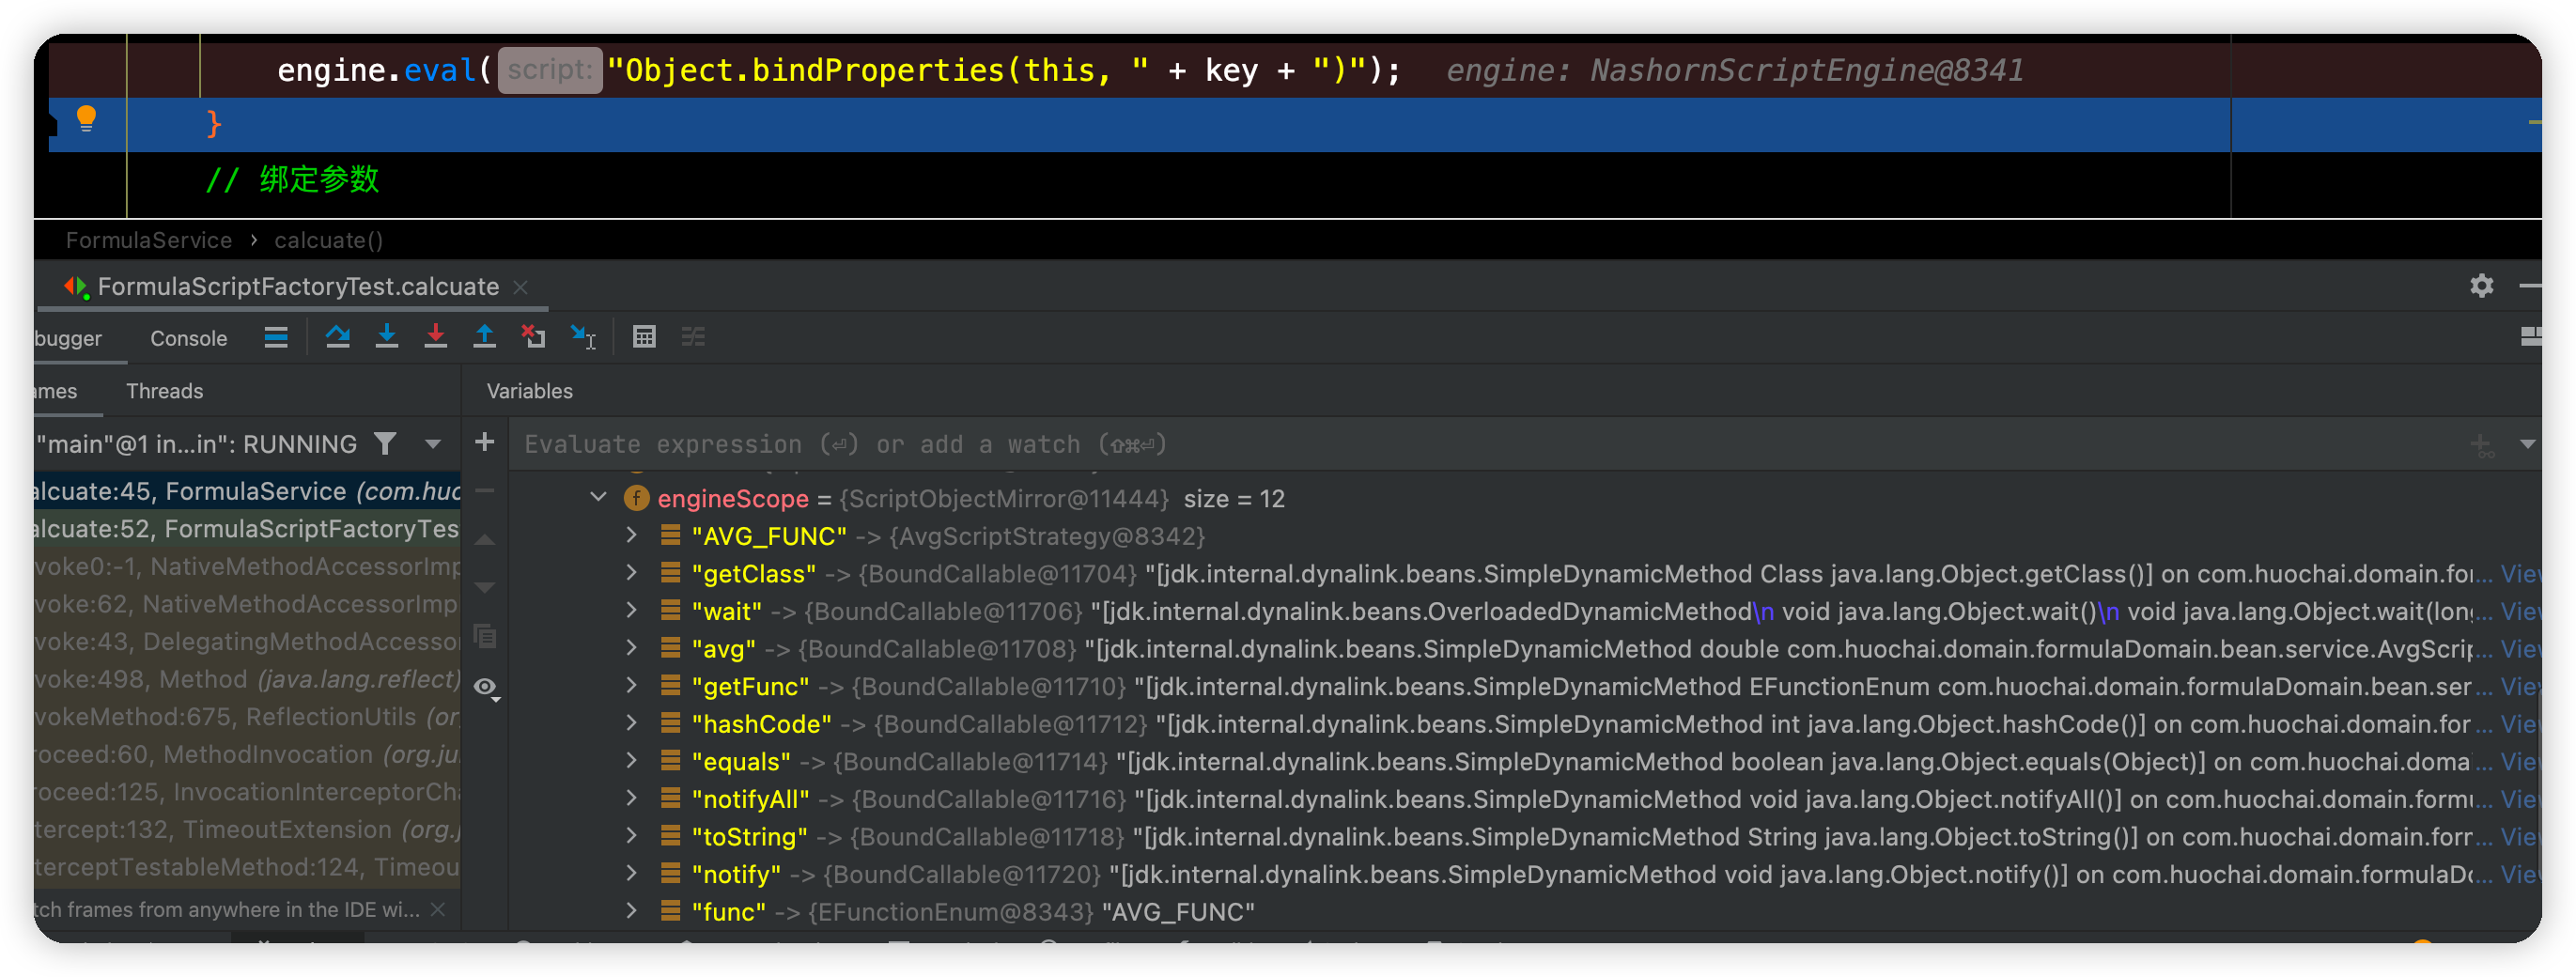 engine.eval( script: "Object.bindProperties(this, " + key + ")");   engine: NashornScriptEngine@8341
}
// 绑定参数
FormulaService › calcuate()
FormulaScriptFactoryTest.calcuate ×
bugger Console
ames Threads Variables
"main"@1 in...in": RUNNING
Evaluate expression (⏎) or add a watch (⇧⌘⏎)
alcuate:45, FormulaService (com.huo
alcuate:52, FormulaScriptFactoryTes
voke0:-1, NativeMethodAccessorImp
voke:62, NativeMethodAccessorImp
voke:43, DelegatingMethodAccesso
voke:498, Method (java.lang.reflect)
vokeMethod:675, ReflectionUtils (or
roceed:60, MethodInvocation (org.ju
roceed:125, InvocationInterceptorCh
tercept:132, TimeoutExtension (org.j
terceptTestableMethod:124, Timeou
tch frames from anywhere in the IDE wi... ×
engineScope = {ScriptObjectMirror@11444} size = 12
"AVG_FUNC" -> {AvgScriptStrategy@8342}
"getClass" -> {BoundCallable@11704} "[jdk.internal.dynalink.beans.SimpleDynamicMethod Class java.lang.Object.getClass()] on com.huochai.domain.for... View
"wait" -> {BoundCallable@11706} "[jdk.internal.dynalink.beans.OverloadedDynamicMethod\n void java.lang.Object.wait()\n void java.lang.Object.wait(long... View
"avg" -> {BoundCallable@11708} "[jdk.internal.dynalink.beans.SimpleDynamicMethod double com.huochai.domain.formulaDomain.bean.service.AvgScrip... View
"getFunc" -> {BoundCallable@11710} "[jdk.internal.dynalink.beans.SimpleDynamicMethod EFunctionEnum com.huochai.domain.formulaDomain.bean.ser... View
"hashCode" -> {BoundCallable@11712} "[jdk.internal.dynalink.beans.SimpleDynamicMethod int java.lang.Object.hashCode()] on com.huochai.domain.for... View
"equals" -> {BoundCallable@11714} "[jdk.internal.dynalink.beans.SimpleDynamicMethod boolean java.lang.Object.equals(Object)] on com.huochai.doma... View
"notifyAll" -> {BoundCallable@11716} "[jdk.internal.dynalink.beans.SimpleDynamicMethod void java.lang.Object.notifyAll()] on com.huochai.domain.formu... View
"toString" -> {BoundCallable@11718} "[jdk.internal.dynalink.beans.SimpleDynamicMethod String java.lang.Object.toString()] on com.huochai.domain.forr... View
"notify" -> {BoundCallable@11720} "[jdk.internal.dynalink.beans.SimpleDynamicMethod void java.lang.Object.notify()] on com.huochai.domain.formulaDo... View
"func" -> {EFunctionEnum@8343} "AVG_FUNC"